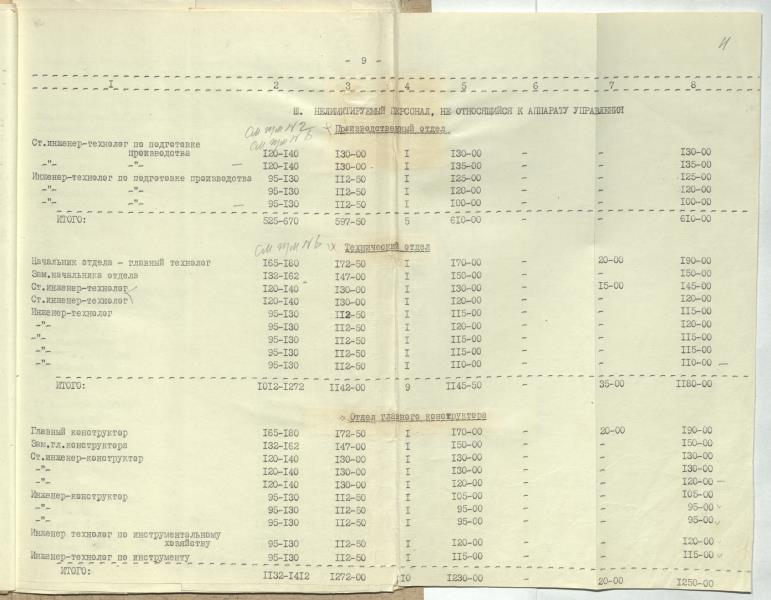 - 9 -
11
I 2 3 4 5 6 7 8
Ш. НЕЛИМИТИРУЕМЫЙ ПЕРСОНАЛ, НЕ ОТНОСЯЩИЙСЯ К АППАРАТУ УПРАВЛЕНИЯ
Производственный отдел
Ст.инженер-технолог по подготовке
производства I20-I40 I30-00 I I30-00 - - I30-00
-"- -"- I20-I40 I30-00 I I35-00 - - I35-00
Инженер-технолог по подготовке производства 95-I30 II2-50 I I25-00 - - I25-00
-"- -"- 95-I30 II2-50 I I20-00 - - I20-00
-"- -"- 95-I30 II2-50 I I00-00 - - I00-00
ИТОГО: 525-670 597-50 5 6I0-00 - - 6I0-00
Технический отдел
Начальник отдела - главный технолог I65-I80 I72-50 I I70-00 - 20-00 I90-00
Зам.начальника отдела I32-I62 I47-00 I I50-00 - - I50-00
Ст.инженер-технолог I20-I40 I30-00 I I30-00 - I5-00 I45-00
Ст.инженер-технолог I20-I40 I30-00 I I20-00 - - I20-00
Инженер-технолог 95-I30 II2-50 I II5-00 - - II5-00
-"- 95-I30 II2-50 I I20-00 - - I20-00
-"- 95-I30 II2-50 I II5-00 - - II5-00
-"- 95-I30 II2-50 I II5-00 - - II5-00
-"- 95-I30 II2-50 I II0-00 - - II0-00
ИТОГО: I0I2-I272 II42-00 9 II45-50 - 35-00 II80-00
Отдел главного конструктора
Главный конструктор I65-I80 I72-50 I I70-00 - 20-00 I90-00
Зам.гл.конструктора I32-I62 I47-00 I I50-00 - - I50-00
Ст.инженер-конструктор I20-I40 I30-00 I I30-00 - - I30-00
-"- I20-I40 I30-00 I I30-00 - - I30-00
-"- I20-I40 I30-00 I I20-00 - - I20-00
Инженер-конструктор 95-I30 II2-50 I I05-00 - - I05-00
-"- 95-I30 II2-50 I 95-00 - - 95-00
-"- 95-I30 II2-50 I 95-00 - - 95-00
Инженер технолог по инструментальному
хозяйству 95-I30 II2-50 I I20-00 - - I20-00
Инженер-технолог по инструменту 95-I30 II2-50 I II5-00 - - II5-00
ИТОГО: II32-I4I2 I272-00 I0 I230-00 - 20-00 I250-00